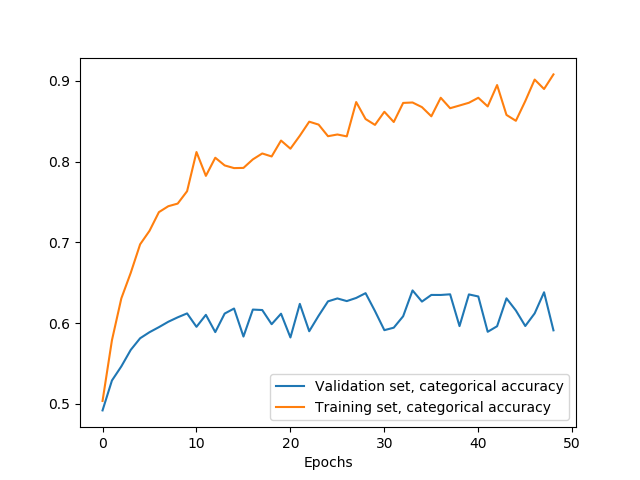 0.9
0.8
0.7
0.6
0.5
Validation set, categorical accuracy
Training set, categorical accuracy
0 10 20 30 40 50
Epochs